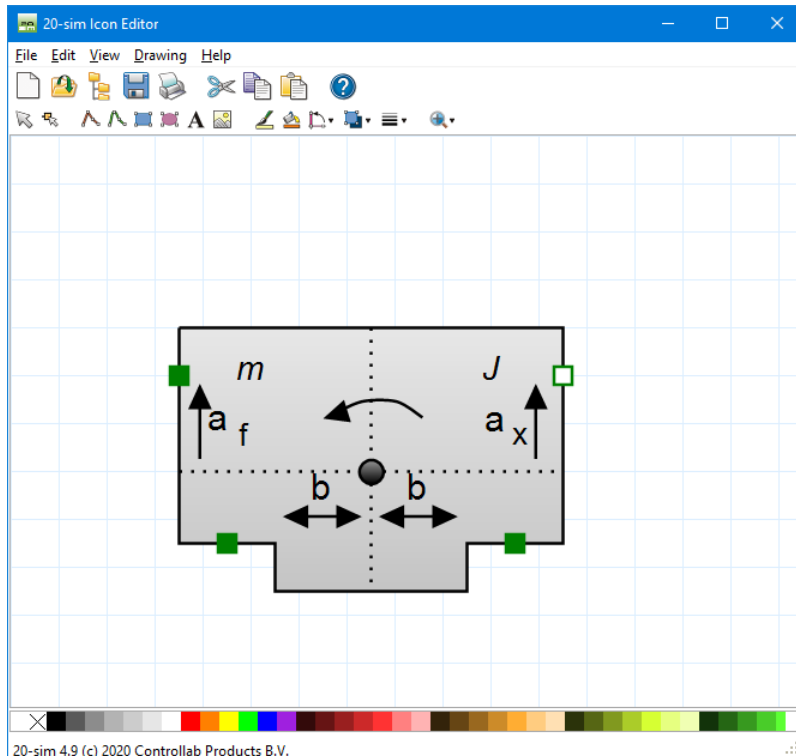 20-sim Icon Editor
File Edit View Drawing Help
A
m J
a f a x
b b
20-sim 4.9 (c) 2020 Controllab Products B.V.